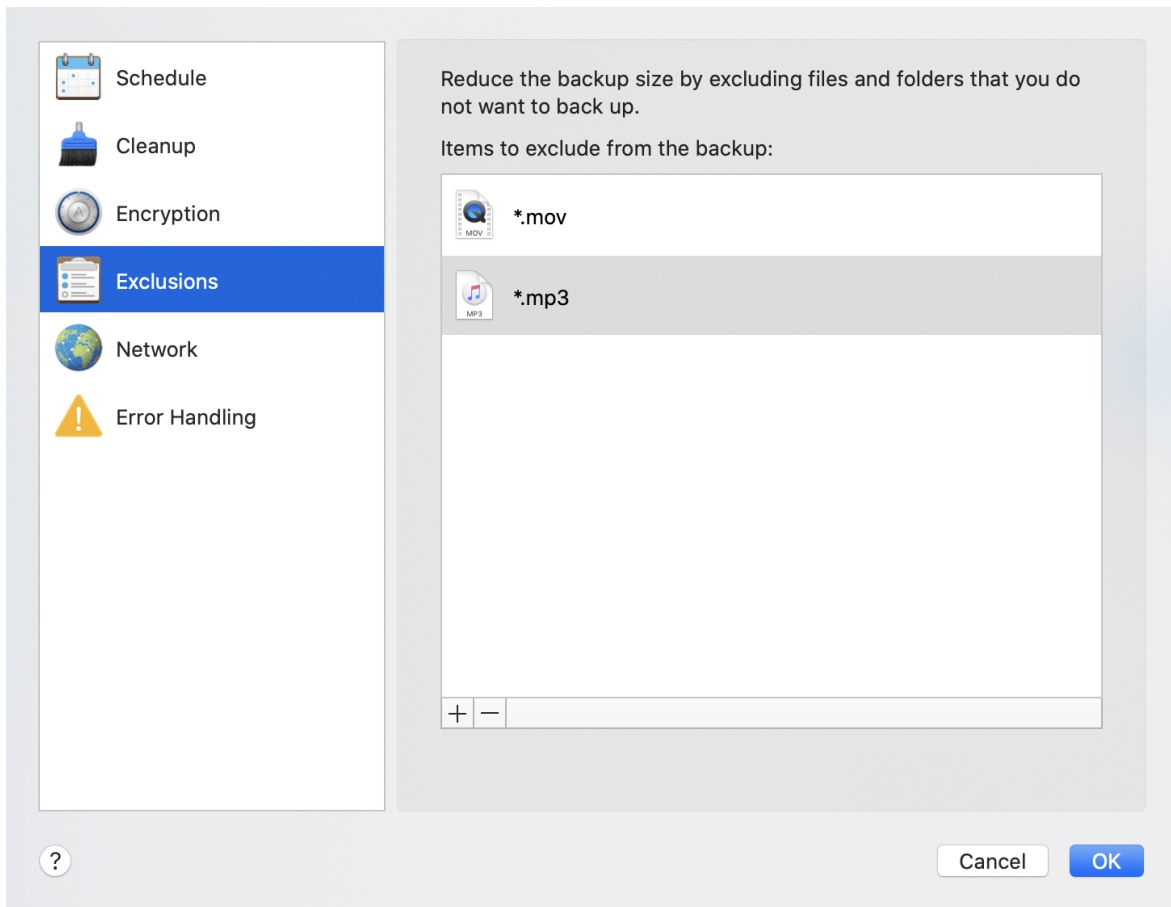 Schedule
Cleanup
Encryption
Exclusions
Network
Error Handling
Reduce the backup size by excluding files and folders that you do
not want to back up.
Items to exclude from the backup:
MOV
*.mov
MP3
*.mp3
+ −
?
Cancel
OK